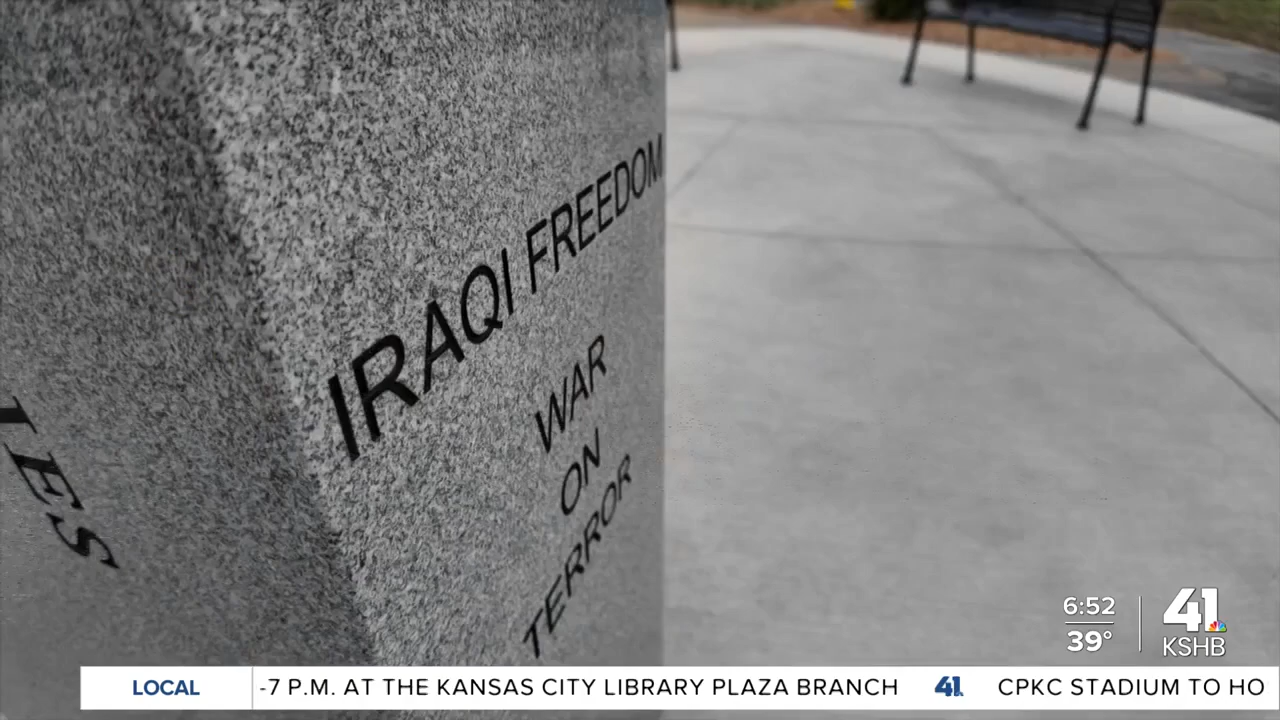 IRAQI FREEDOM
WAR
ON
TERROR
IES
6:52
39°
41
KSHB
LOCAL
-7 P.M. AT THE KANSAS CITY LIBRARY PLAZA BRANCH 41 CPKC STADIUM TO HO